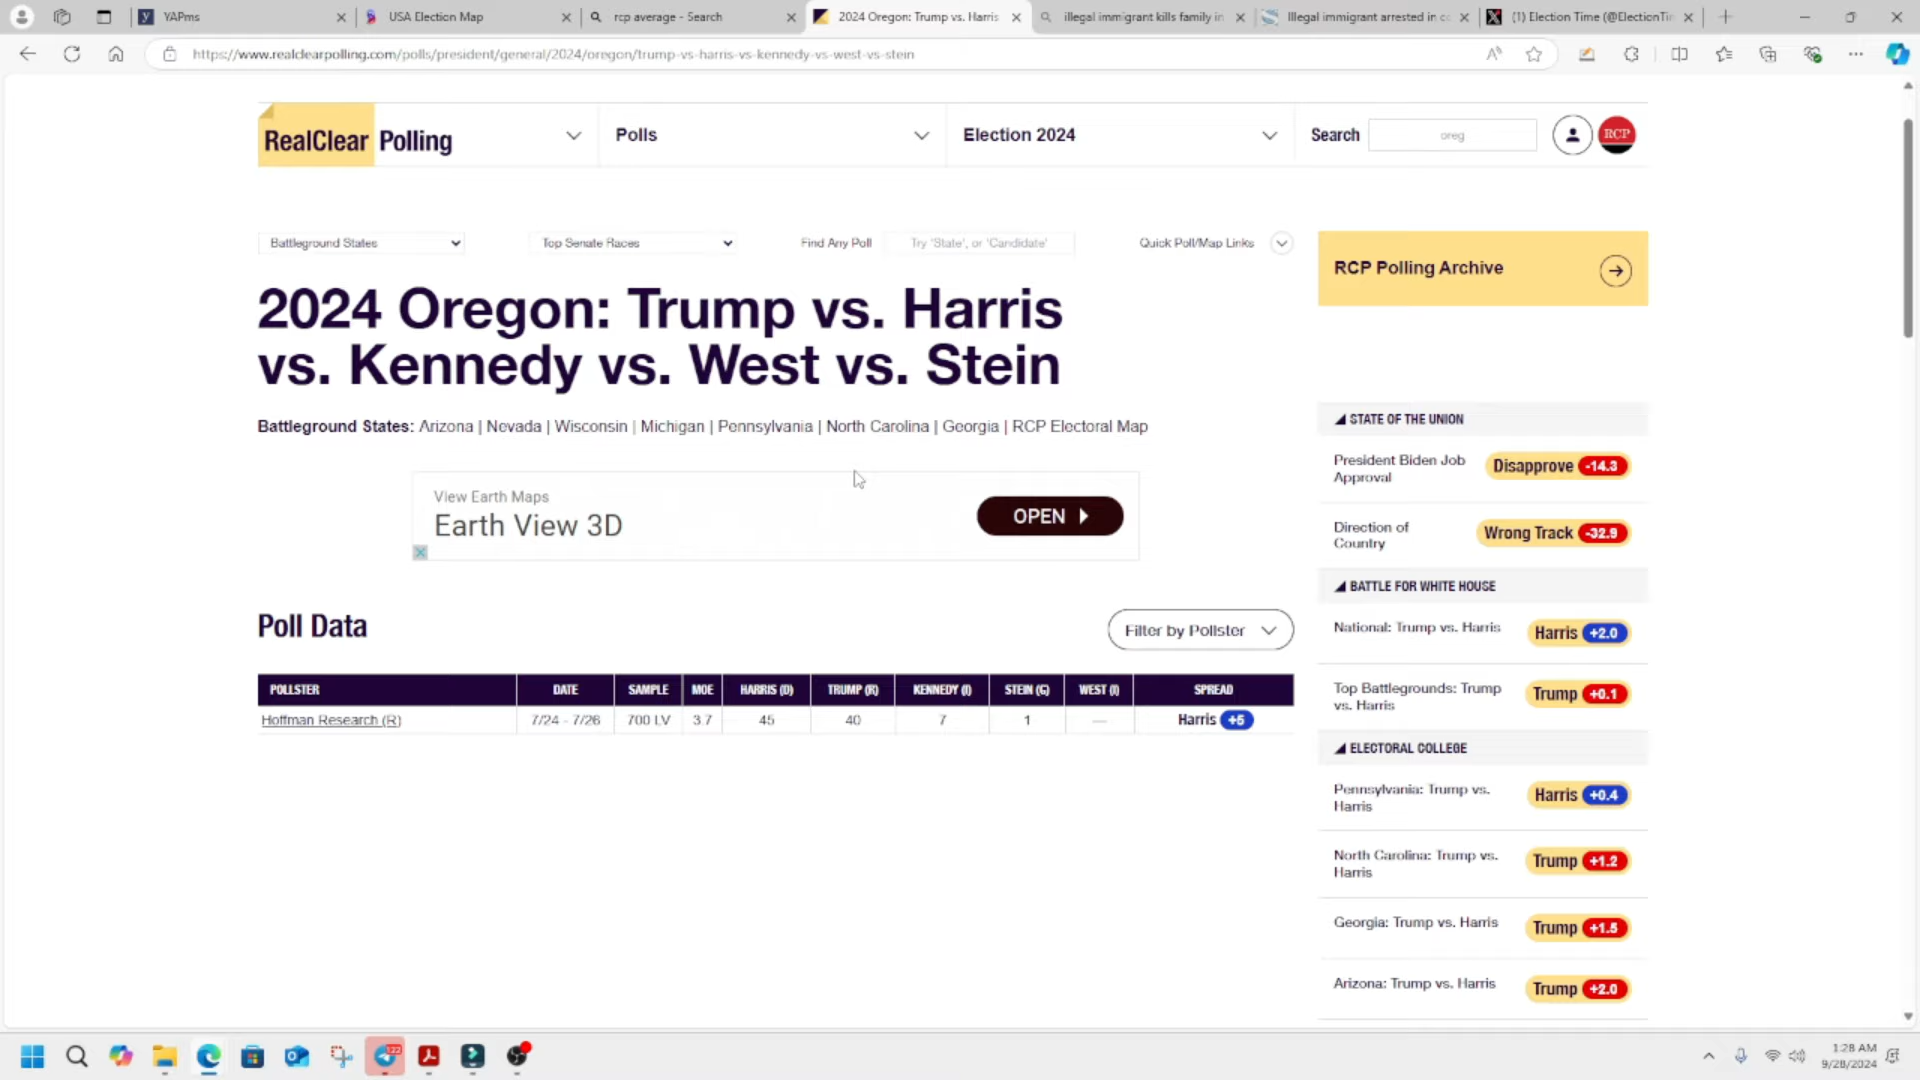 YAPms
USA Election Map
rcp average - Search
2024 Oregon: Trump vs. Harris
illegal immigrant kills family in
Illegal immigrant arrested in cc
(1) Election Time (@ElectionTim
https://www.realclearpolling.com/polls/president/general/2024/oregon/trump-vs-harris-vs-kennedy-vs-west-vs-stein
RealClear Polling
Polls
Election 2024
Search
oreg
RCP
Battleground States
Top Senate Races
Find Any Poll
Try 'State', or 'Candidate'
Quick Poll/Map Links
RCP Polling Archive
2024 Oregon: Trump vs. Harris
vs. Kennedy vs. West vs. Stein
Battleground States: Arizona | Nevada | Wisconsin | Michigan | Pennsylvania | North Carolina | Georgia | RCP Electoral Map
View Earth Maps
Earth View 3D
OPEN
Poll Data
Filter by Pollster
POLLSTER DATE SAMPLE MOE HARRIS (D) TRUMP (R) KENNEDY (I) STEIN (G) WEST (I) SPREAD
Hoffman Research (R) 7/24 - 7/26 700 LV 3.7 45 40 7 1 — Harris +5
STATE OF THE UNION
President Biden Job
Approval
Disapprove -14.3
Direction of
Country
Wrong Track -32.9
BATTLE FOR WHITE HOUSE
National: Trump vs. Harris
Harris +2.0
Top Battlegrounds: Trump
vs. Harris
Trump +0.1
ELECTORAL COLLEGE
Pennsylvania: Trump vs.
Harris
Harris +0.4
North Carolina: Trump vs.
Harris
Trump +1.2
Georgia: Trump vs. Harris
Trump +1.5
Arizona: Trump vs. Harris
Trump +2.0
1:28 AM
9/28/2024